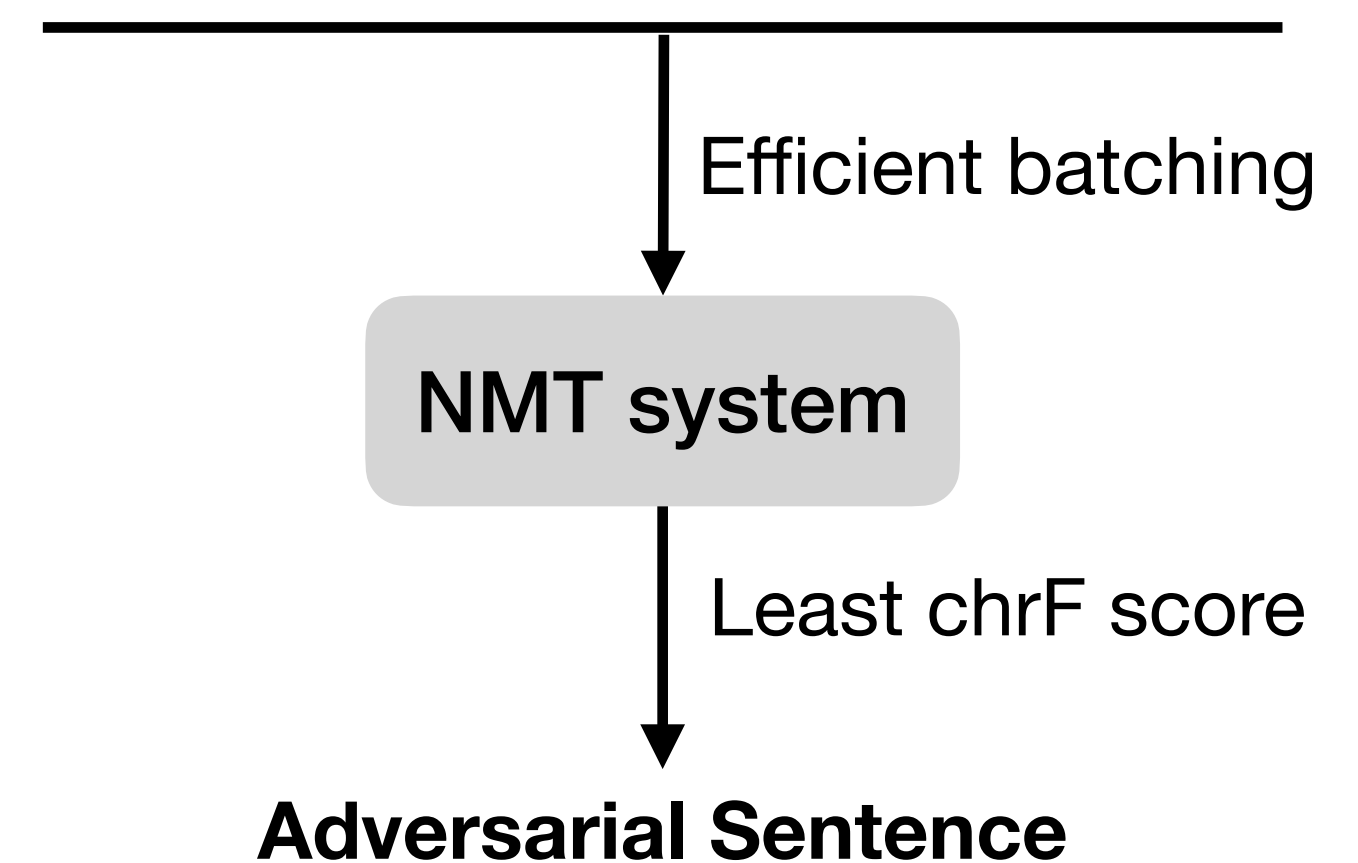 Efficient batching
NMT system
Least chrF score
Adversarial Sentence